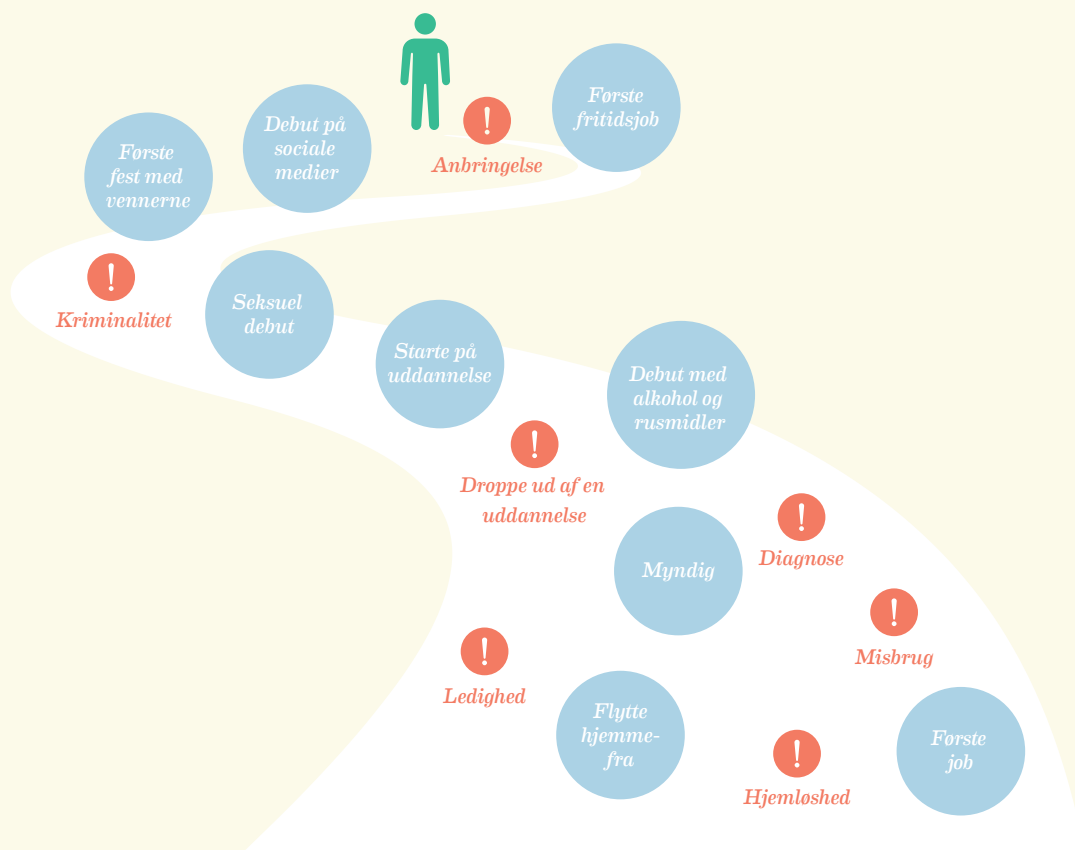 Første
fritidsjob
!
Anbringelse
Debut på
sociale
medier
Første
fest med
vennerne
!
Kriminalitet
Seksuel
debut
Starte på
uddannelse
Debut med
alkohol og
rusmidler
!
Droppe ud af en
uddannelse
!
Diagnose
Myndig
!
Misbrug
!
Ledighed
Flytte
hjemme-
fra
!
Hjemløshed
Første
job